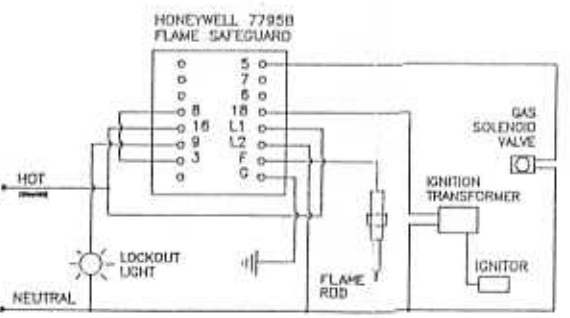 HONEYWELL 7795B
FLAME SAFEGUARD
5
7
6
8 18
16 L1
9 L2
3 F
G
GAS
SOLENOID
VALVE
HOT
IGNITION
TRANSFORMER
LOCKOUT
LIGHT
IGNITOR
FLAME
ROD
NEUTRAL